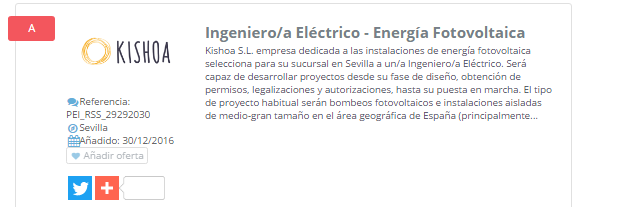 A
KISHOA
Referencia:
PEI_RSS_29292030
Sevilla
Añadido: 30/12/2016
Añadir oferta
Ingeniero/a Eléctrico - Energía Fotovoltaica
Kishoa S.L. empresa dedicada a las instalaciones de energía fotovoltaica
selecciona para su sucursal en Sevilla a un/a Ingeniero/a Eléctrico. Será
capaz de desarrollar proyectos desde su fase de diseño, obtención de
permisos, legalizaciones y autorizaciones, hasta su puesta en marcha. El tipo
de proyecto habitual serán bombeos fotovoltaicos e instalaciones aisladas
de medio-gran tamaño en el área geográfica de España (principalmente...